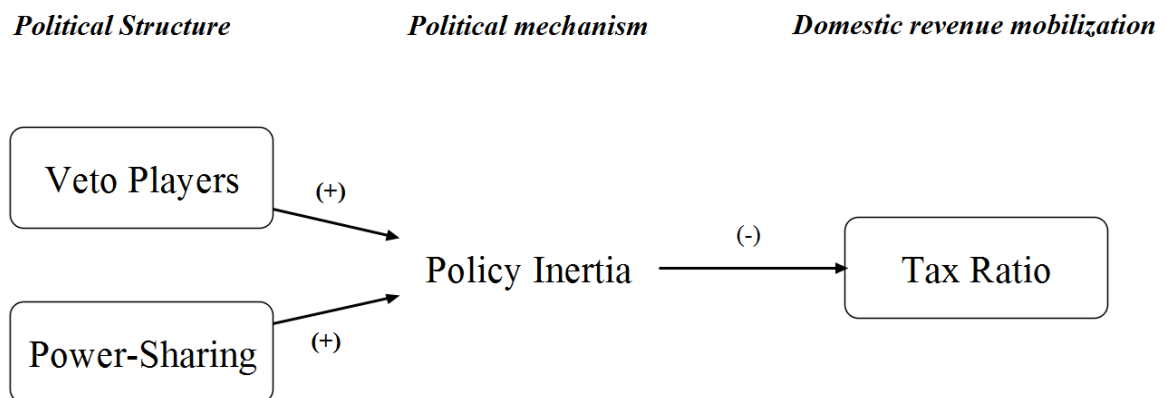 Political Structure
Political mechanism
Domestic revenue mobilization
Veto Players
(+)
(-)
Policy Inertia
Tax Ratio
Power-Sharing
(+)